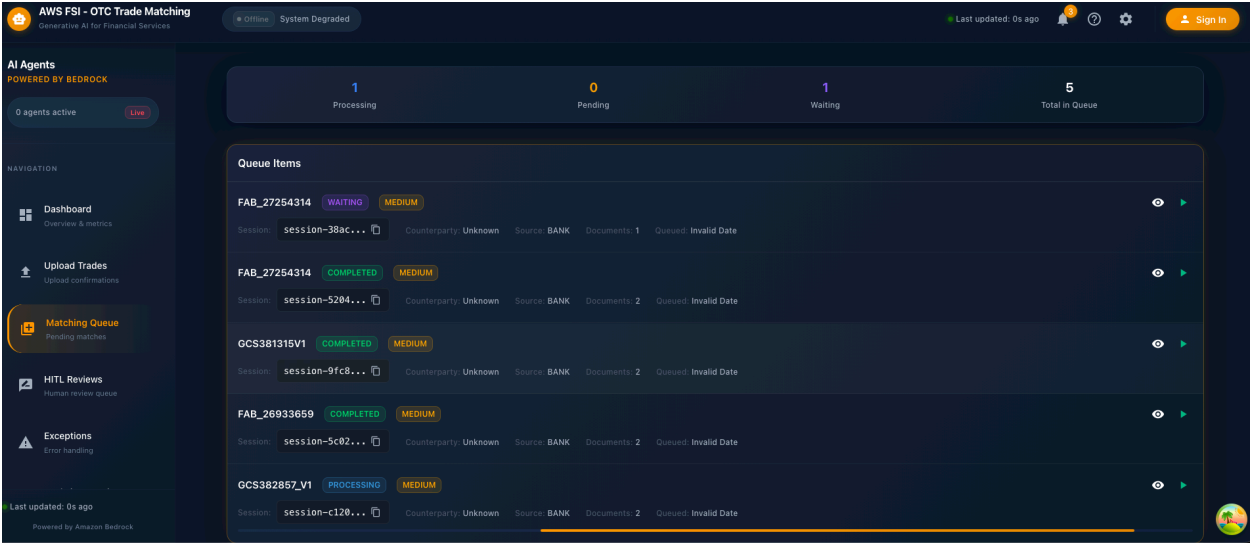 AWS FSI - OTC Trade Matching
Generative AI for Financial Services
Offline System Degraded
Last updated: 0s ago
3
Sign In
AI Agents
POWERED BY BEDROCK
0 agents active Live
NAVIGATION
Dashboard
Overview & metrics
Upload Trades
Upload confirmations
Matching Queue
Pending matches
HITL Reviews
Human review queue
Exceptions
Error handling
Last updated: 0s ago
Powered by Amazon Bedrock
1 0 1 5
Processing Pending Waiting Total in Queue
Queue Items
FAB_27254314 WAITING MEDIUM
Session: session-38ac... Counterparty: Unknown Source: BANK Documents: 1 Queued: Invalid Date
FAB_27254314 COMPLETED MEDIUM
Session: session-5204... Counterparty: Unknown Source: BANK Documents: 2 Queued: Invalid Date
GCS381315V1 COMPLETED MEDIUM
Session: session-9fc8... Counterparty: Unknown Source: BANK Documents: 2 Queued: Invalid Date
FAB_26933659 COMPLETED MEDIUM
Session: session-5c02... Counterparty: Unknown Source: BANK Documents: 2 Queued: Invalid Date
GCS382857_V1 PROCESSING MEDIUM
Session: session-c120... Counterparty: Unknown Source: BANK Documents: 2 Queued: Invalid Date